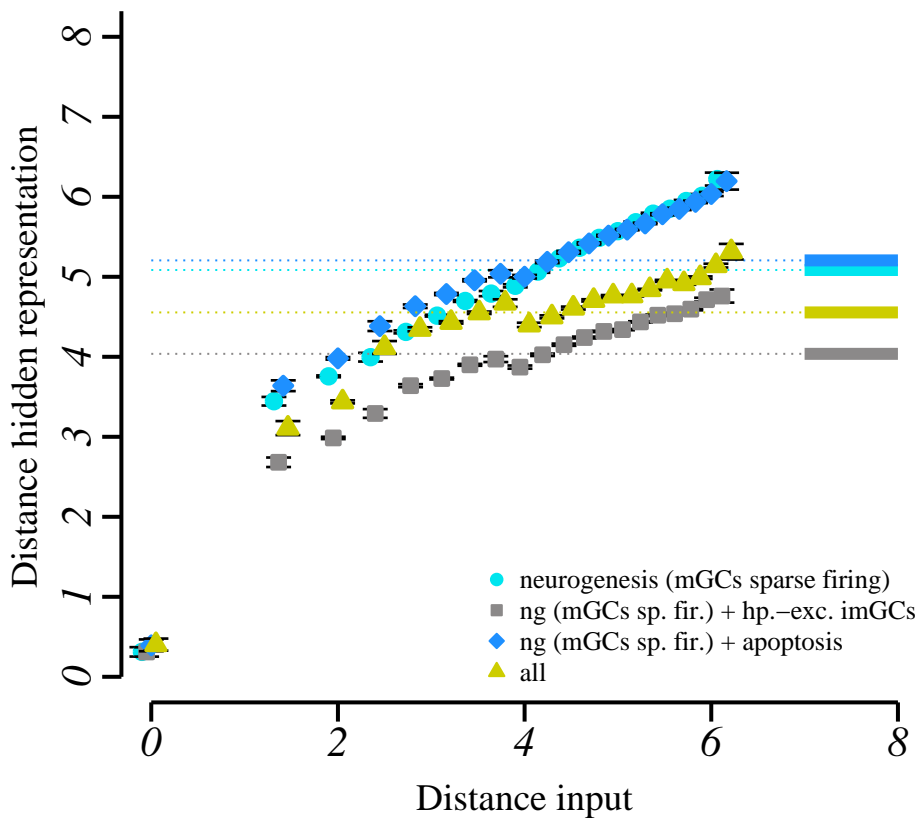 8
7
6
5
4
3
2
1
0
Distance hidden representation
neurogenesis (mGCs sparse firing)
ng (mGCs sp. fir.) + hp.−exc. imGCs
ng (mGCs sp. fir.) + apoptosis
all
0 2 4 6 8
Distance input